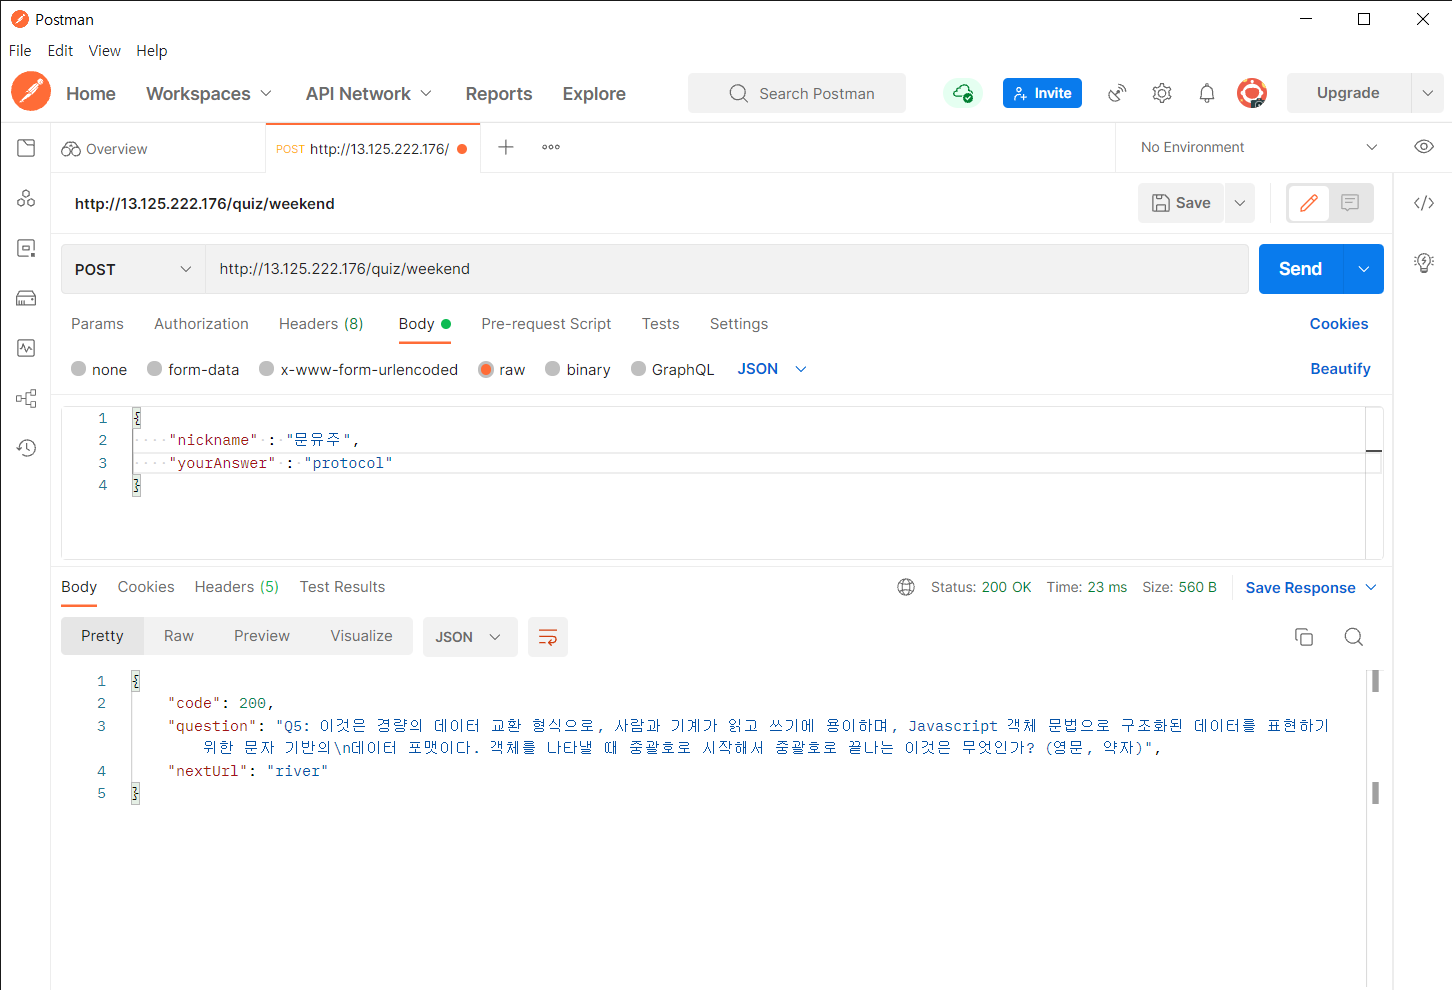 Postman
File Edit View Help
Home Workspaces API Network Reports Explore Search Postman Invite Upgrade
Overview POST http://13.125.222.176/ No Environment
http://13.125.222.176/quiz/weekend Save
POST http://13.125.222.176/quiz/weekend Send
Params Authorization Headers (8) Body Pre-request Script Tests Settings Cookies
none form-data x-www-form-urlencoded raw binary GraphQL JSON Beautify
1 {
2 "nickname" : "문유주",
3 "yourAnswer" : "protocol"
4 }
Body Cookies Headers (5) Test Results Status: 200 OK Time: 23 ms Size: 560 B Save Response
Pretty Raw Preview Visualize JSON
1 {
2 "code": 200,
3 "question": "Q5: 이것은 경량의 데이터 교환 형식으로, 사람과 기계가 읽고 쓰기에 용이하며, Javascript 객체 문법으로 구조화된 데이터를 표현하기
위한 문자 기반의\n데이터 포맷이다. 객체를 나타낼 때 중괄호로 시작해서 중괄호로 끝나는 이것은 무엇인가? (영문, 약자)",
4 "nextUrl": "river"
5 }